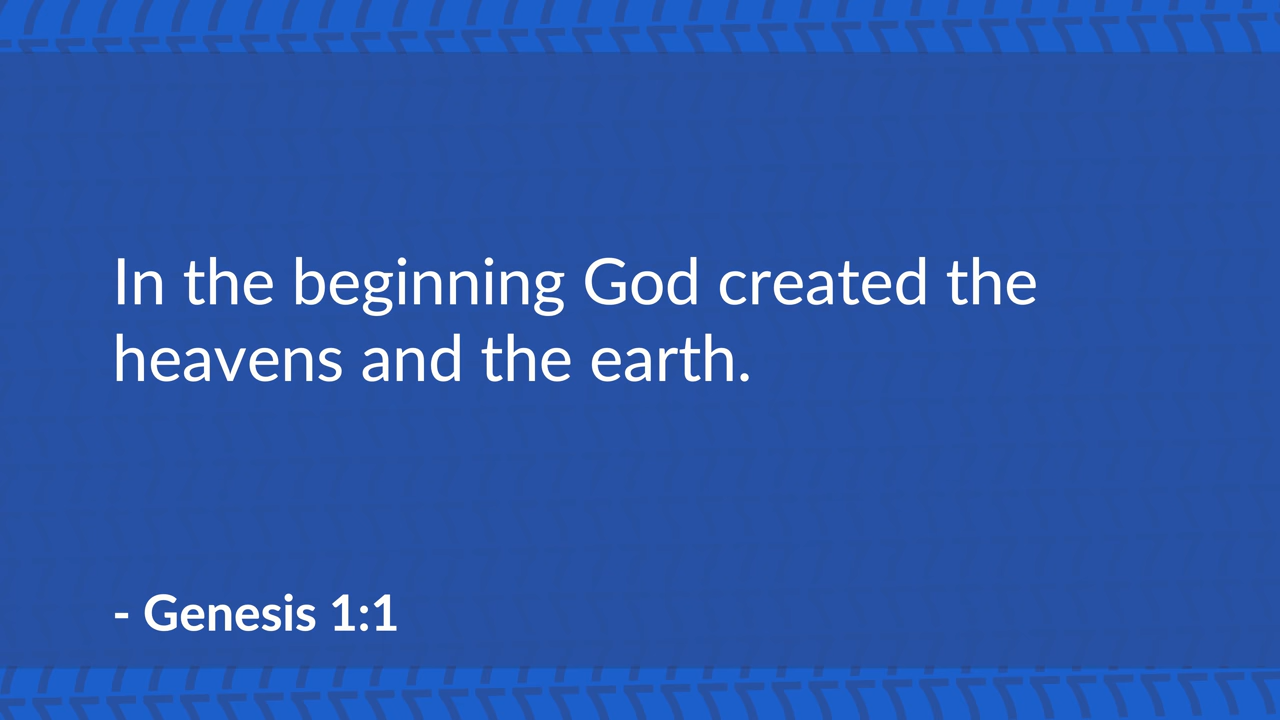 In the beginning God created the
heavens and the earth.
- Genesis 1:1